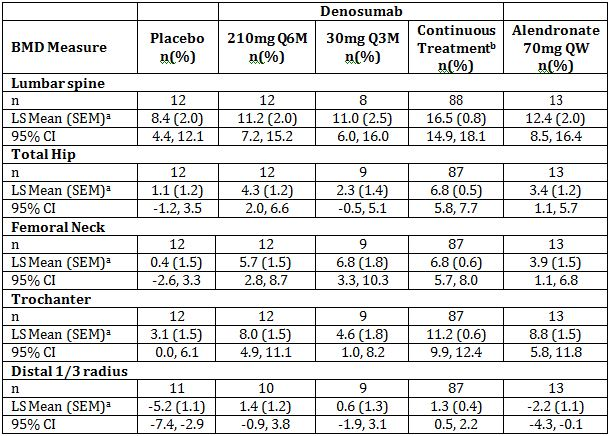 Denosumab
BMD Measure Placebo n(%) 210mg Q6M n(%) 30mg Q3M n(%) Continuous Treatmentᵇ n(%) Alendronate 70mg QW n(%)
Lumbar spine
n 12 12 8 88 13
LS Mean (SEM)ᵃ 8.4 (2.0) 11.2 (2.0) 11.0 (2.5) 16.5 (0.8) 12.4 (2.0)
95% CI 4.4, 12.1 7.2, 15.2 6.0, 16.0 14.9, 18.1 8.5, 16.4
Total Hip
n 12 12 9 87 13
LS Mean (SEM)ᵃ 1.1 (1.2) 4.3 (1.2) 2.3 (1.4) 6.8 (0.5) 3.4 (1.2)
95% CI -1.2, 3.5 2.0, 6.6 -0.5, 5.1 5.8, 7.7 1.1, 5.7
Femoral Neck
n 12 12 9 87 13
LS Mean (SEM)ᵃ 0.4 (1.5) 5.7 (1.5) 6.8 (1.8) 6.8 (0.6) 3.9 (1.5)
95% CI -2.6, 3.3 2.8, 8.7 3.3, 10.3 5.7, 8.0 1.1, 6.8
Trochanter
n 12 12 9 87 13
LS Mean (SEM)ᵃ 3.1 (1.5) 8.0 (1.5) 4.6 (1.8) 11.2 (0.6) 8.8 (1.5)
95% CI 0.0, 6.1 4.9, 11.1 1.0, 8.2 9.9, 12.4 5.8, 11.8
Distal 1/3 radius
n 11 10 9 87 13
LS Mean (SEM)ᵃ -5.2 (1.1) 1.4 (1.2) 0.6 (1.3) 1.3 (0.4) -2.2 (1.1)
95% CI -7.4, -2.9 -0.9, 3.8 -1.9, 3.1 0.5, 2.2 -4.3, -0.1